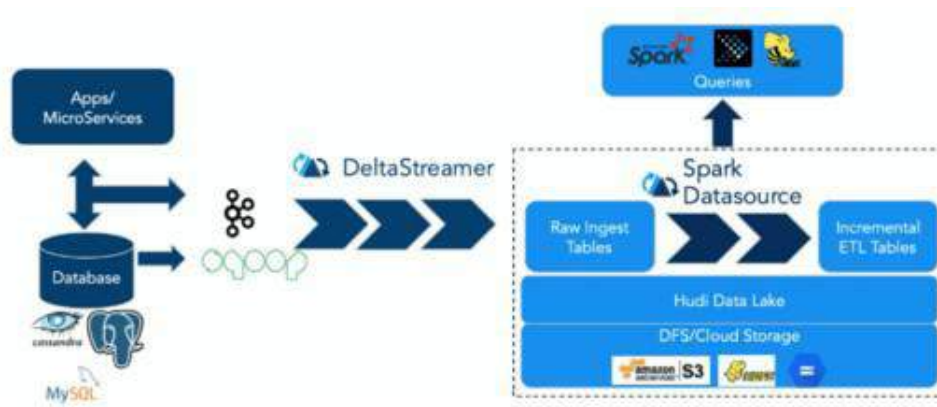 Apps/
MicroServices
Database
cassandra
MySQL
DeltaStreamer
Spark
Queries
Spark
Datasource
Raw Ingest
Tables
Incremental
ETL Tables
Hudi Data Lake
DFS/Cloud Storage
amazon
S3